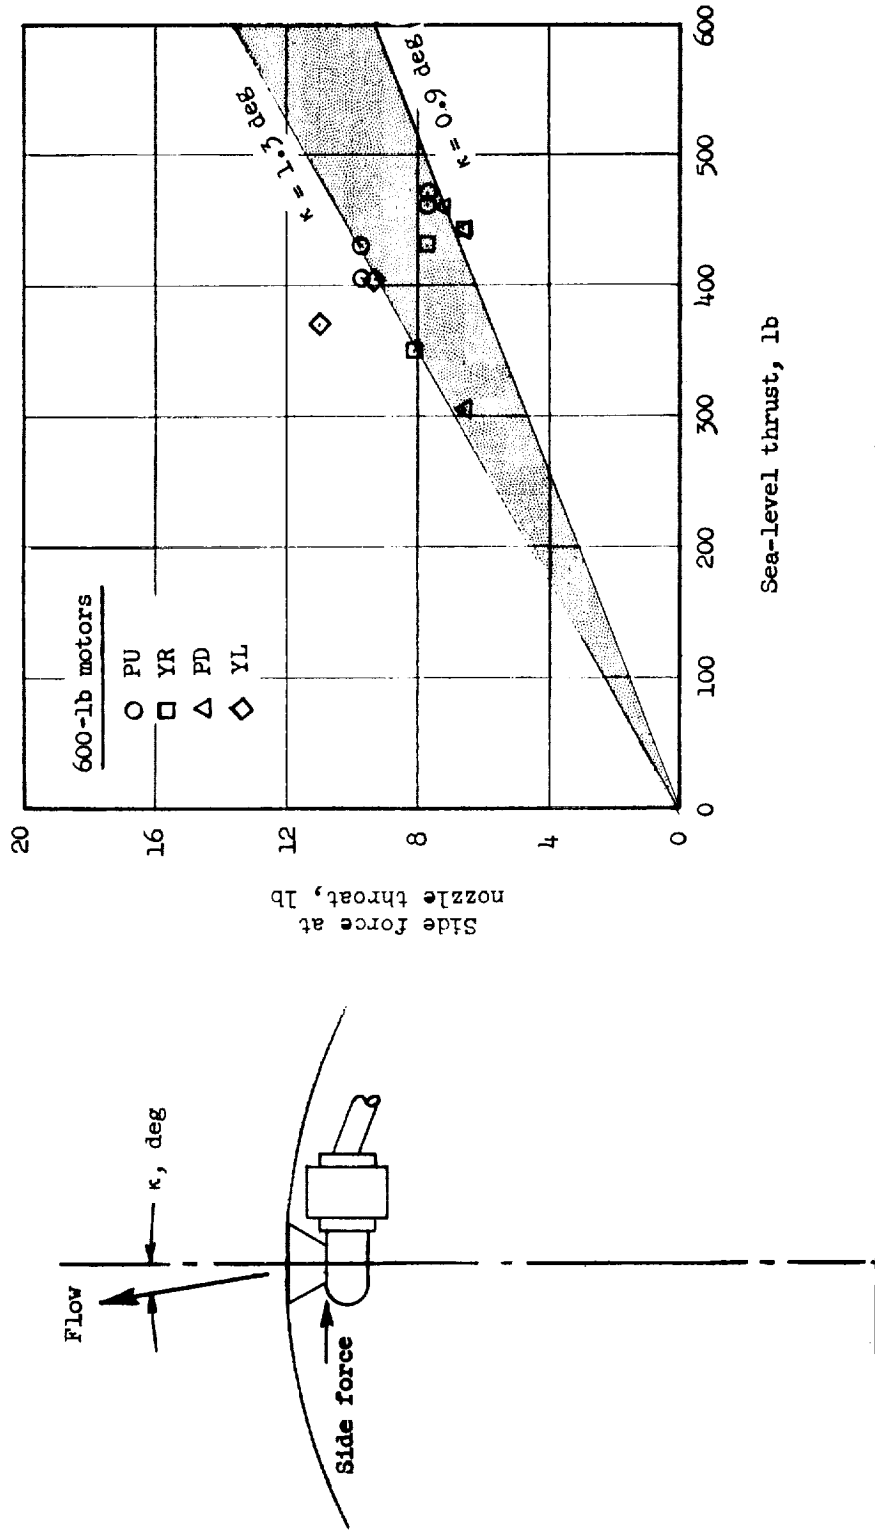 Flow
κ, deg
Side force
Side force at
nozzle throat, lb
20
16
12
8
4
0
600-lb motors
PU
YR
PD
YL
κ = 1.3 deg
κ = 0.9 deg
0 100 200 300 400 500 600
Sea-level thrust, lb